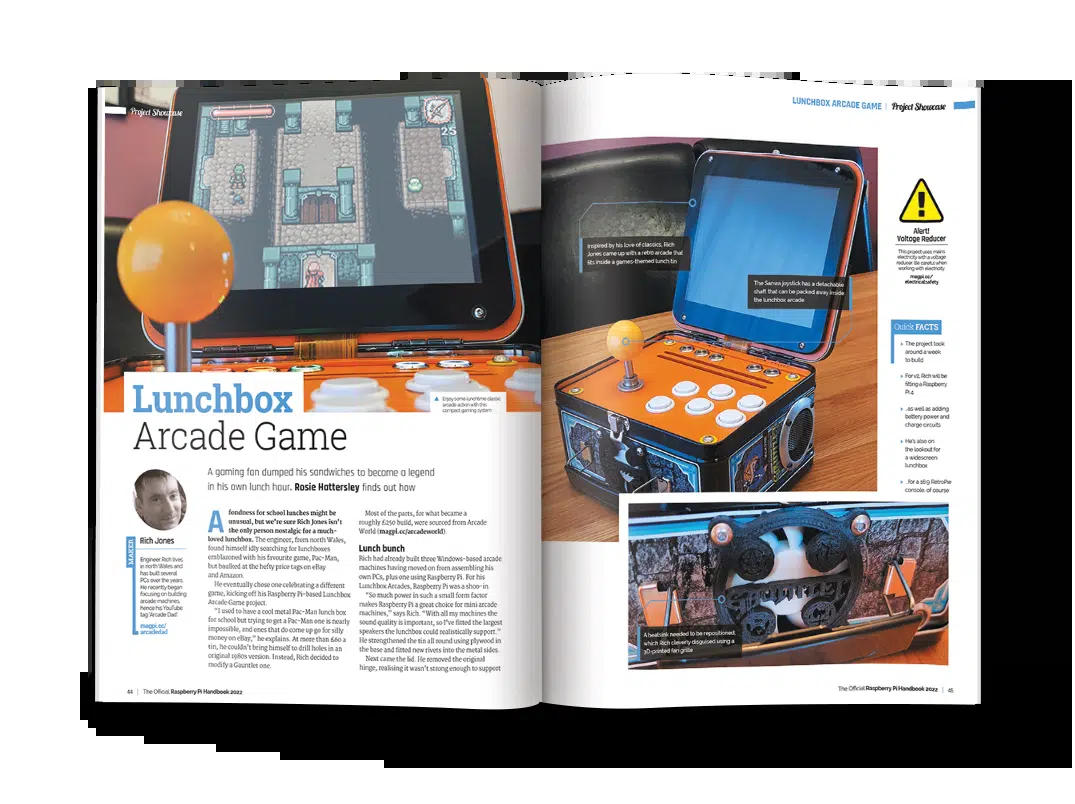 Project Showcase
25
Lunchbox
Arcade Game
Enjoy some lunchtime classic
arcade action with this
compact gaming system
A gaming fan dumped his sandwiches to become a legend
in his own lunch hour. Rosie Hattersley finds out how
MAKER
Rich Jones
Engineer Rich lives
in north Wales and
has built several
PCs over the years.
He recently began
focusing on building
arcade machines,
hence his YouTube
tag 'Arcade Dad'.
magpi.cc/
arcadedad
A fondness for school lunches might be
unusual, but we're sure Rich Jones isn't
the only person nostalgic for a much-
loved lunchbox. The engineer, from north Wales,
found himself idly searching for lunchboxes
emblazoned with his favourite game, Pac-Man,
but baulked at the hefty price tags on eBay
and Amazon.
He eventually chose one celebrating a different
game, kicking off his Raspberry Pi-based Lunchbox
Arcade Game project.
"I used to have a cool metal Pac-Man lunch box
for school but trying to get a Pac-Man one is nearly
impossible, and ones that do come up go for silly
money on eBay," he explains. At more than £60 a
tin, he couldn't bring himself to drill holes in an
original 1980s version. Instead, Rich decided to
modify a Gauntlet one.
Most of the parts, for what became a
roughly £250 build, were sourced from Arcade
World (magpi.cc/arcadeworld).
Lunch bunch
Rich had already built three Windows-based arcade
machines having moved on from assembling his
own PCs, plus one using Raspberry Pi. For his
Lunchbox Arcades, Raspberry Pi was a shoo-in.
"So much power in such a small form factor
makes Raspberry Pi a great choice for mini arcade
machines," says Rich. "With all my machines the
sound quality is important, so I've fitted the largest
speakers the lunchbox could realistically support."
He strengthened the tin all round using plywood in
the base and fitted new rivets into the metal sides.
Next came the lid. He removed the original
hinge, realising it wasn't strong enough to support
44 | The Official Raspberry Pi Handbook 2022
LUNCHBOX ARCADE GAME | Project Showcase
Inspired by his love of classics, Rich
Jones came up with a retro arcade that
fits inside a games-themed lunch tin
The Sanwa joystick has a detachable
shaft that can be packed away inside
the lunchbox arcade
Alert!
Voltage Reducer
This project uses mains
electricity with a voltage
reducer. Be careful when
working with electricity.
magpi.cc/
electricalsafety
Quick FACTS
The project took
around a week
to build
For v2, Rich will be
fitting a Raspberry
Pi 4
...as well as adding
battery power and
charge circuits
He's also on
the lookout for
a widescreen
lunchbox
...for a 16:9 RetroPie
console, of course
A heatsink needed to be repositioned,
which Rich cleverly disguised using a
3D-printed fan grille
The Official Raspberry Pi Handbook 2022 | 45